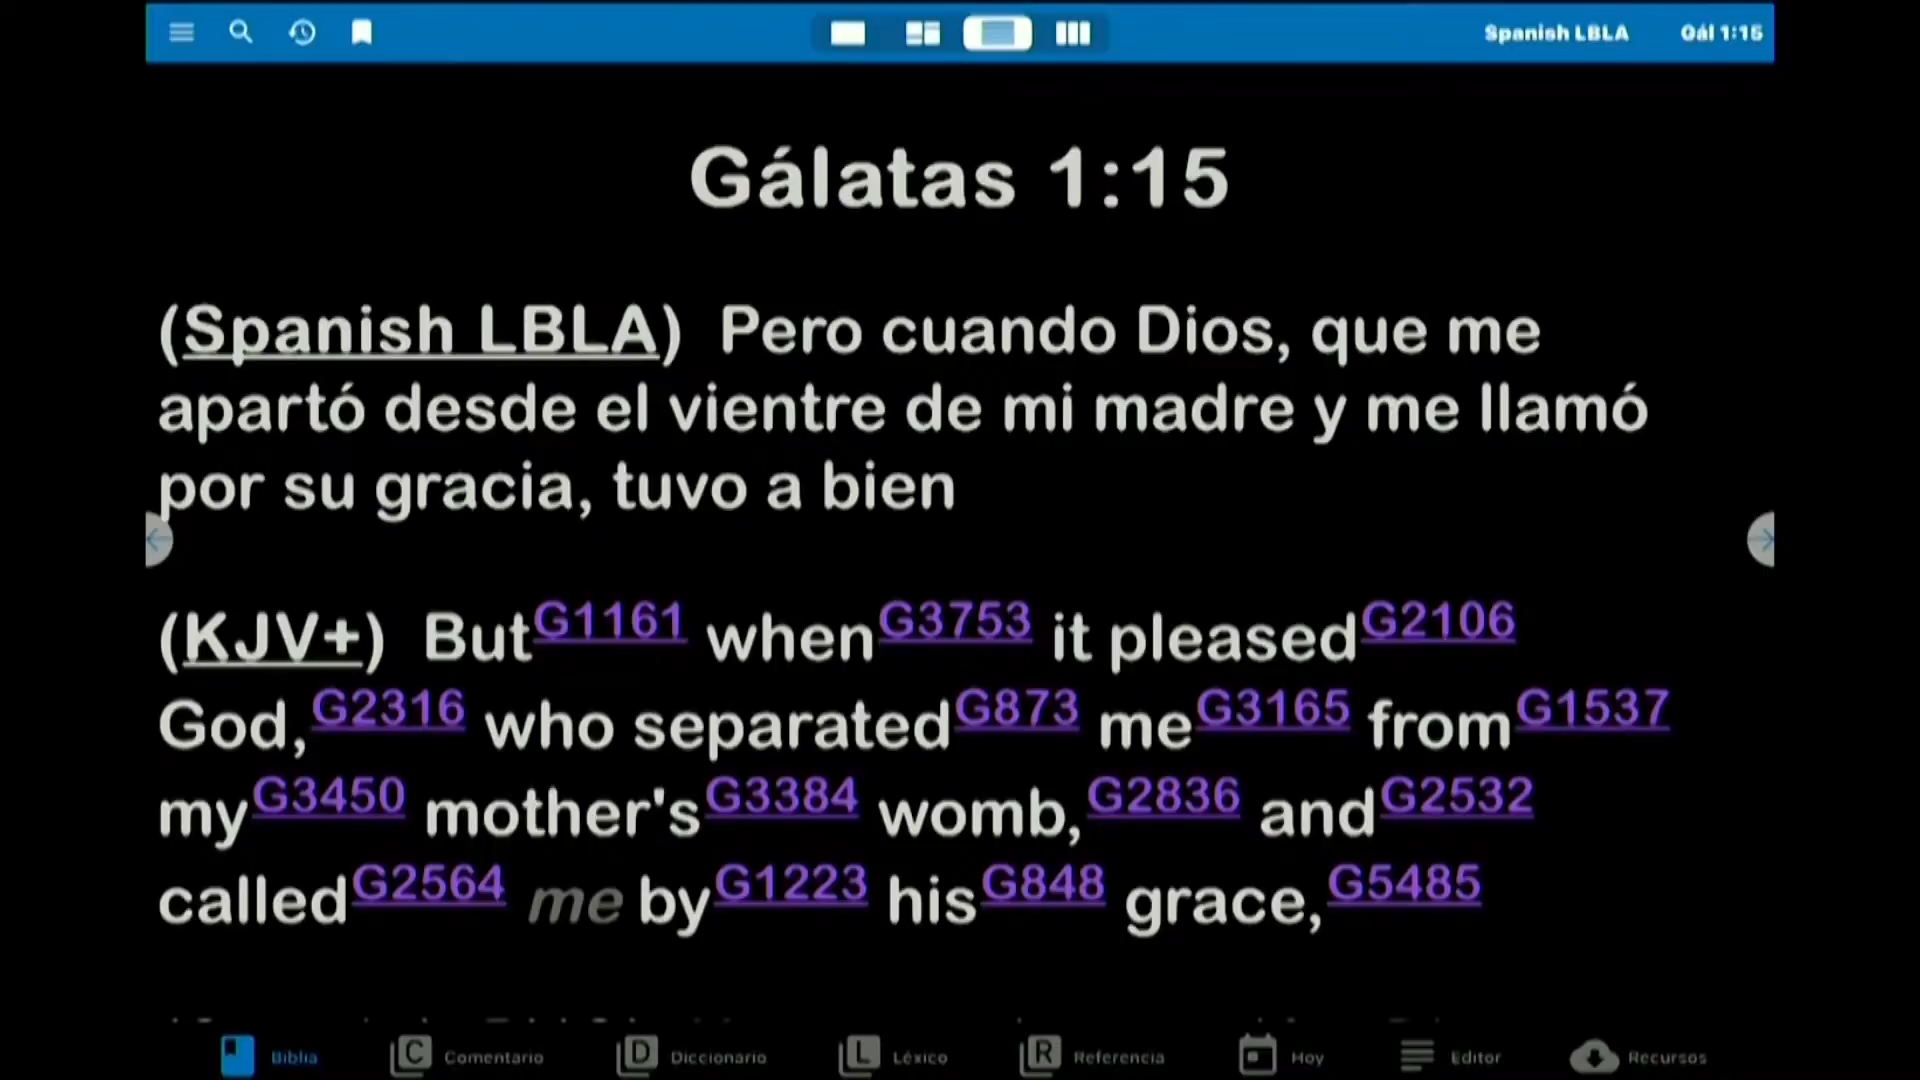 Spanish LBLA Gál 1:15
Gálatas 1:15
(Spanish LBLA) Pero cuando Dios, que me
apartó desde el vientre de mi madre y me llamó
por su gracia, tuvo a bien
(KJV+) ButG1161 whenG3753 it pleasedG2106
God,G2316 who separatedG873 meG3165 fromG1537
myG3450 mother'sG3384 womb,G2836 andG2532
calledG2564 me byG1223 hisG848 grace,G5485
Biblia C Comentario D Diccionario L Léxico R Referencia Hoy Editor Recursos